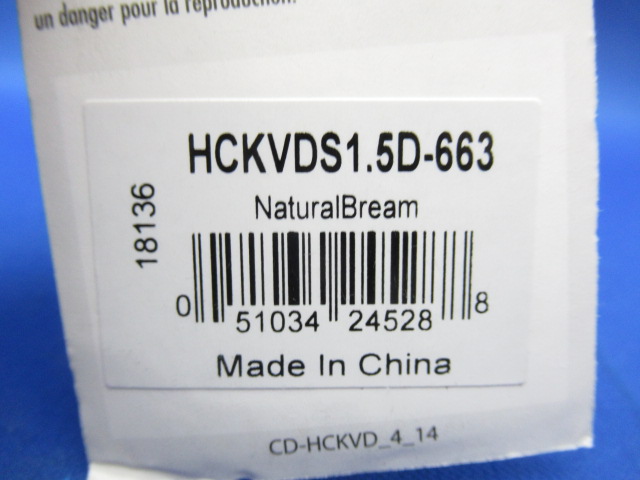 un danger pour la reproduction.
HCKVDS1.5D-663
18136
NaturalBream
0 51034 24528 8
Made In China
CD-HCKVD_4_14